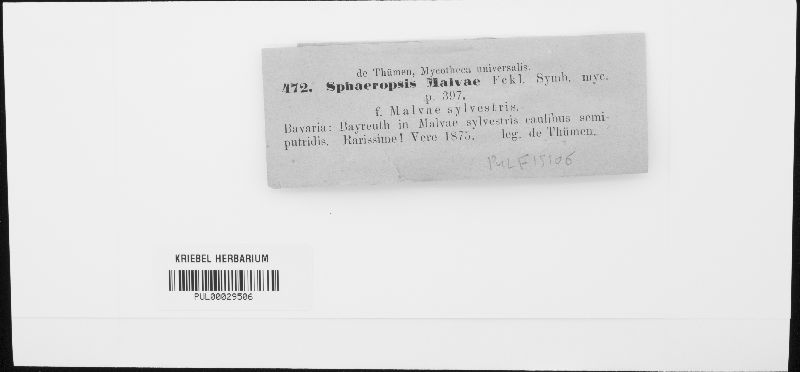 de Thümen, Mycotheca universalis.
472. Sphaeropsis Malvae Fckl. Symb. myc.
p. 397.
f. Malvae sylvestris.
Bavaria: Bayreuth in Malvae sylvestris caulibus semi-
putridis. Rarissime! Vere 1875. leg. de Thümen.
PUL F15106
KRIEBEL HERBARIUM
PUL00029506